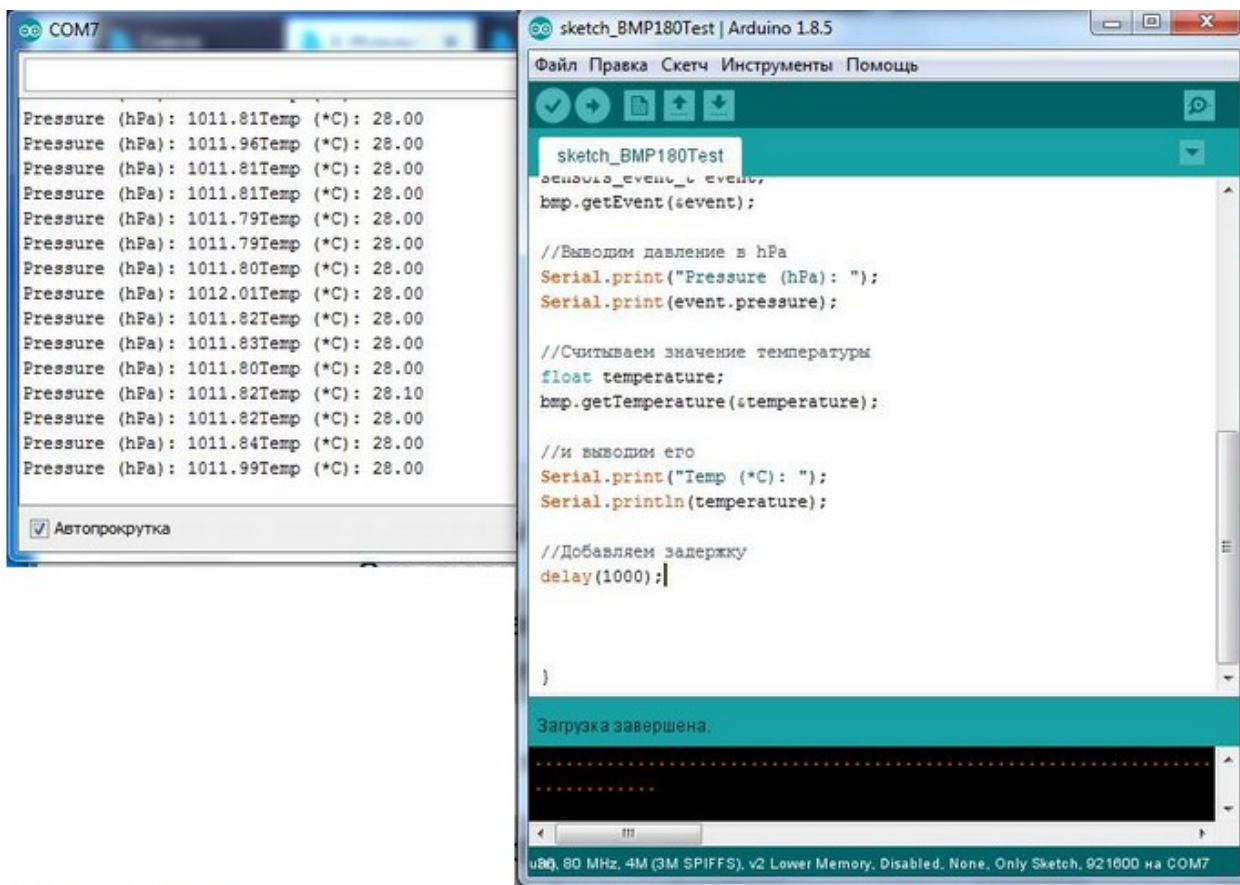 COM7
Pressure (hPa): 1011.81Temp (*C): 28.00
Pressure (hPa): 1011.96Temp (*C): 28.00
Pressure (hPa): 1011.81Temp (*C): 28.00
Pressure (hPa): 1011.81Temp (*C): 28.00
Pressure (hPa): 1011.79Temp (*C): 28.00
Pressure (hPa): 1011.79Temp (*C): 28.00
Pressure (hPa): 1011.80Temp (*C): 28.00
Pressure (hPa): 1012.01Temp (*C): 28.00
Pressure (hPa): 1011.82Temp (*C): 28.00
Pressure (hPa): 1011.83Temp (*C): 28.00
Pressure (hPa): 1011.80Temp (*C): 28.00
Pressure (hPa): 1011.82Temp (*C): 28.10
Pressure (hPa): 1011.82Temp (*C): 28.00
Pressure (hPa): 1011.84Temp (*C): 28.00
Pressure (hPa): 1011.99Temp (*C): 28.00
Автопрокрутка
sketch_BMP180Test | Arduino 1.8.5
Файл Правка Скетч Инструменты Помощь
sketch_BMP180Test
sensors_event_t event;
bmp.getEvent(&event);
//Выводим давление в hPa
Serial.print("Pressure (hPa): ");
Serial.print(event.pressure);
//Считываем значение температуры
float temperature;
bmp.getTemperature(&temperature);
//и выводим его
Serial.print("Temp (*C): ");
Serial.println(temperature);
//Добавляем задержку
delay(1000);
}
Загрузка завершена.
80 MHz, 4M (3M SPIFFS), v2 Lower Memory, Disabled, None, Only Sketch, 921600 на COM7